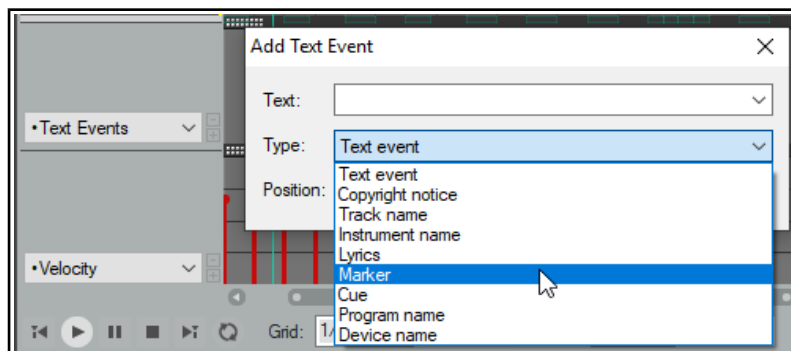 Add Text Event
Text:
•Text Events
Type: Text event
Text event
Position: Copyright notice
Track name
Instrument name
Lyrics
•Velocity
Marker
Cue
Program name
Grid: 1/
Device name